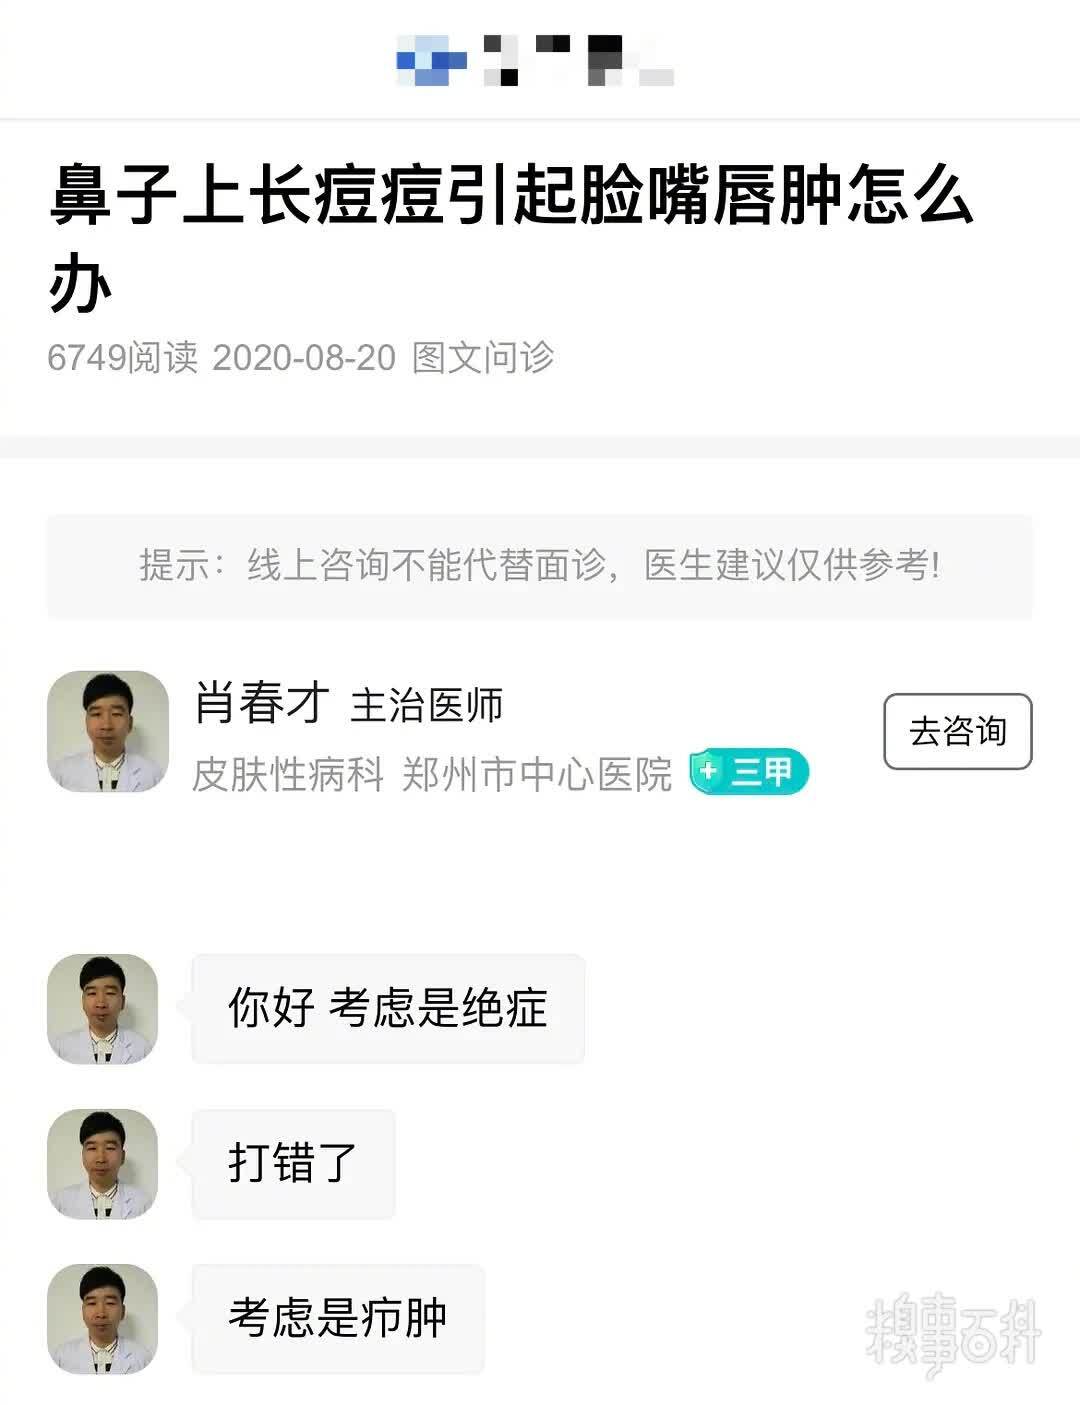 鼻子上长痘痘引起脸嘴唇肿怎么
办
6749阅读 2020-08-20 图文问诊
提示：线上咨询不能代替面诊，医生建议仅供参考!
肖春才 主治医师
去咨询
皮肤性病科 郑州市中心医院 三甲
你好 考虑是绝症
打错了
考虑是疖肿
糗事百科